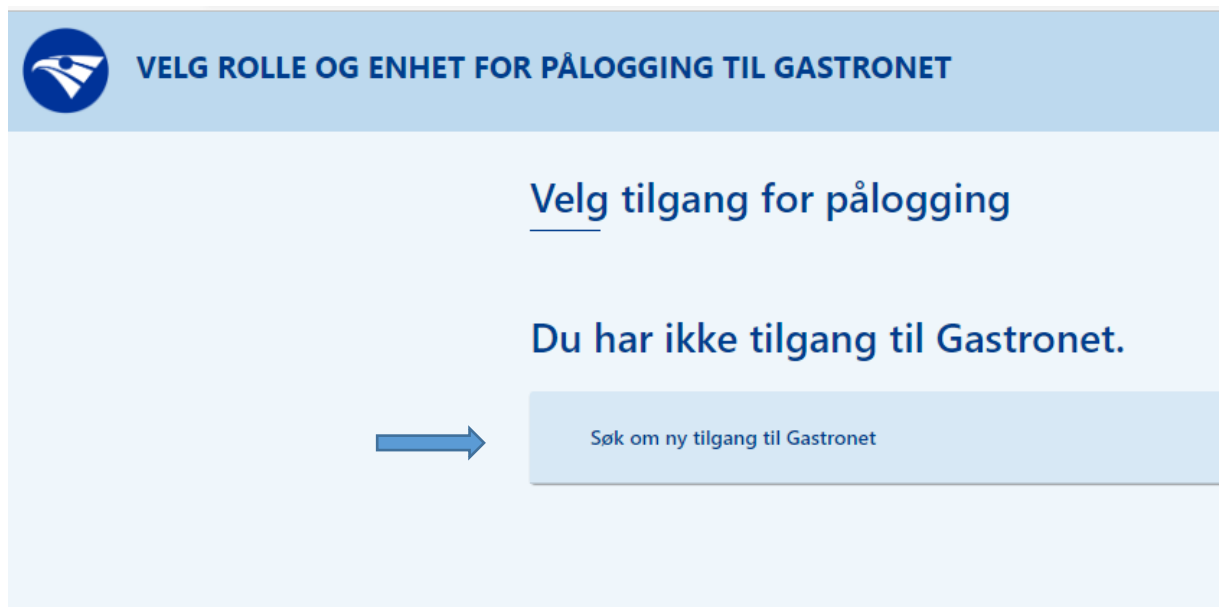 VELG ROLLE OG ENHET FOR PÅLOGGING TIL GASTRONET
Velg tilgang for pålogging
Du har ikke tilgang til Gastronet.
Søk om ny tilgang til Gastronet